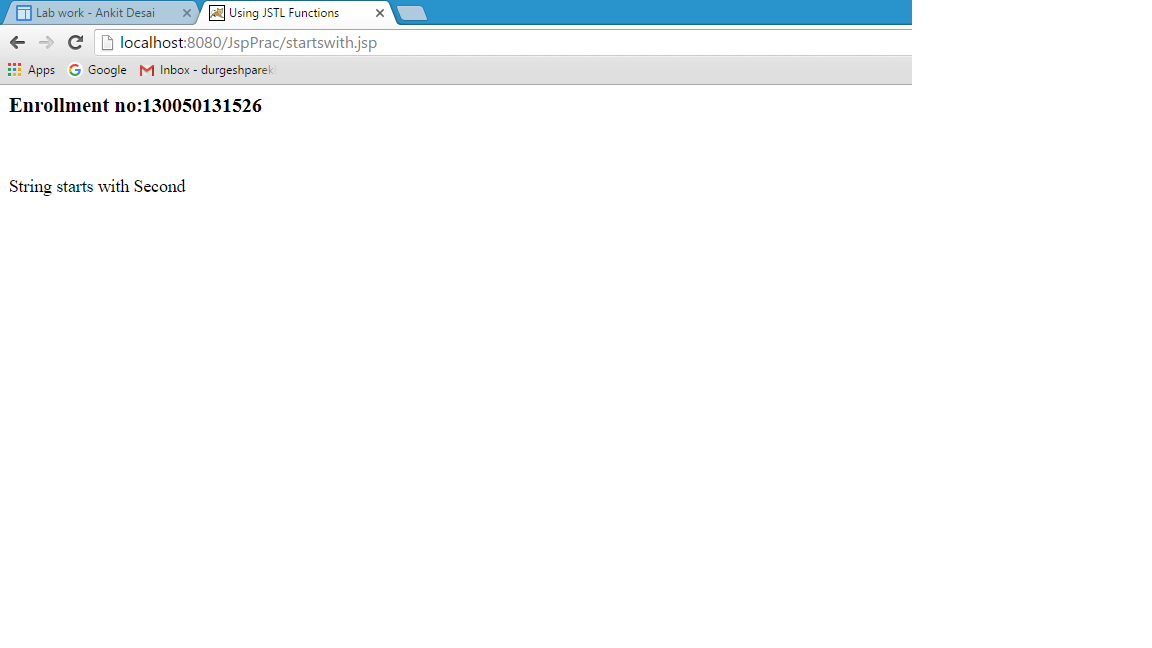 Lab work - Ankit Desai
Using JSTL Functions
localhost:8080/JspPrac/startswith.jsp
Apps Google Inbox - durgeshparek
Enrollment no:130050131526
String starts with Second